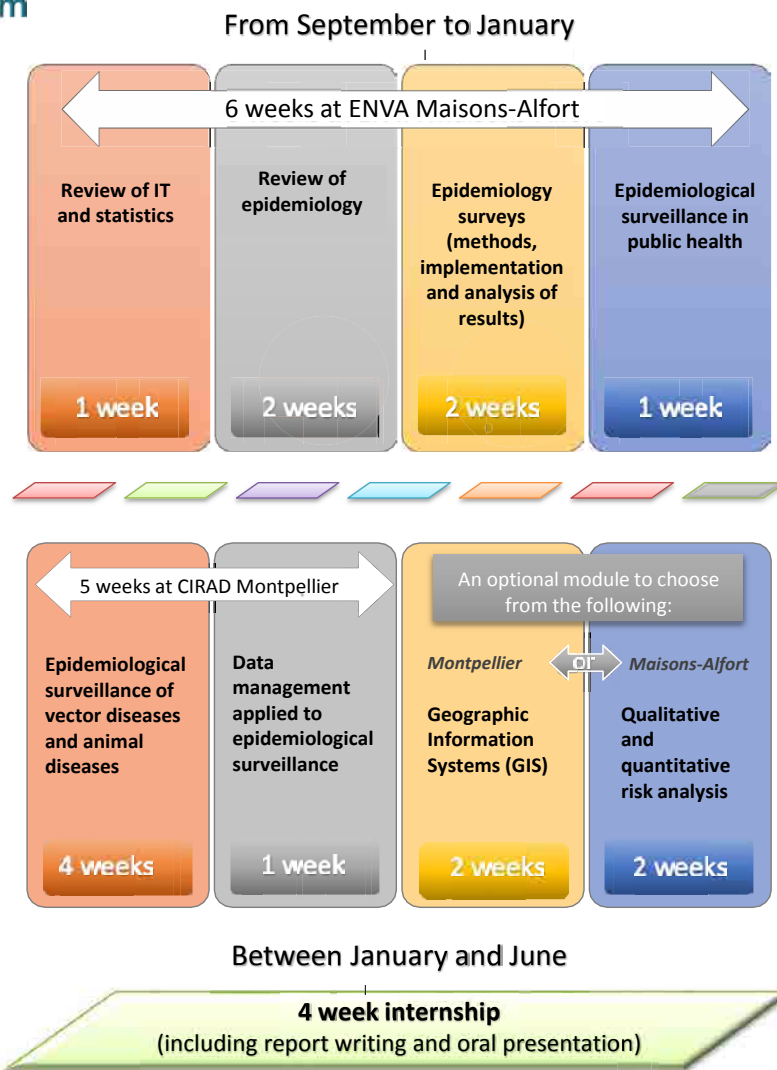 m
From September to January
6 weeks at ENVA Maisons-Alfort
Review of IT
and statistics
1 week
Review of
epidemiology
2 weeks
Epidemiology
surveys
(methods,
implementation
and analysis of
results)
2 weeks
Epidemiological
surveillance in
public health
1 week
5 weeks at CIRAD Montpellier
Epidemiological
surveillance of
vector diseases
and animal
diseases
4 weeks
Data
management
applied to
epidemiological
surveillance
1 week
An optional module to choose
from the following:
Montpellier
or
Maisons-Alfort
Geographic
Information
Systems (GIS)
2 weeks
Qualitative
and
quantitative
risk analysis
2 weeks
Between January and June
4 week internship
(including report writing and oral presentation)